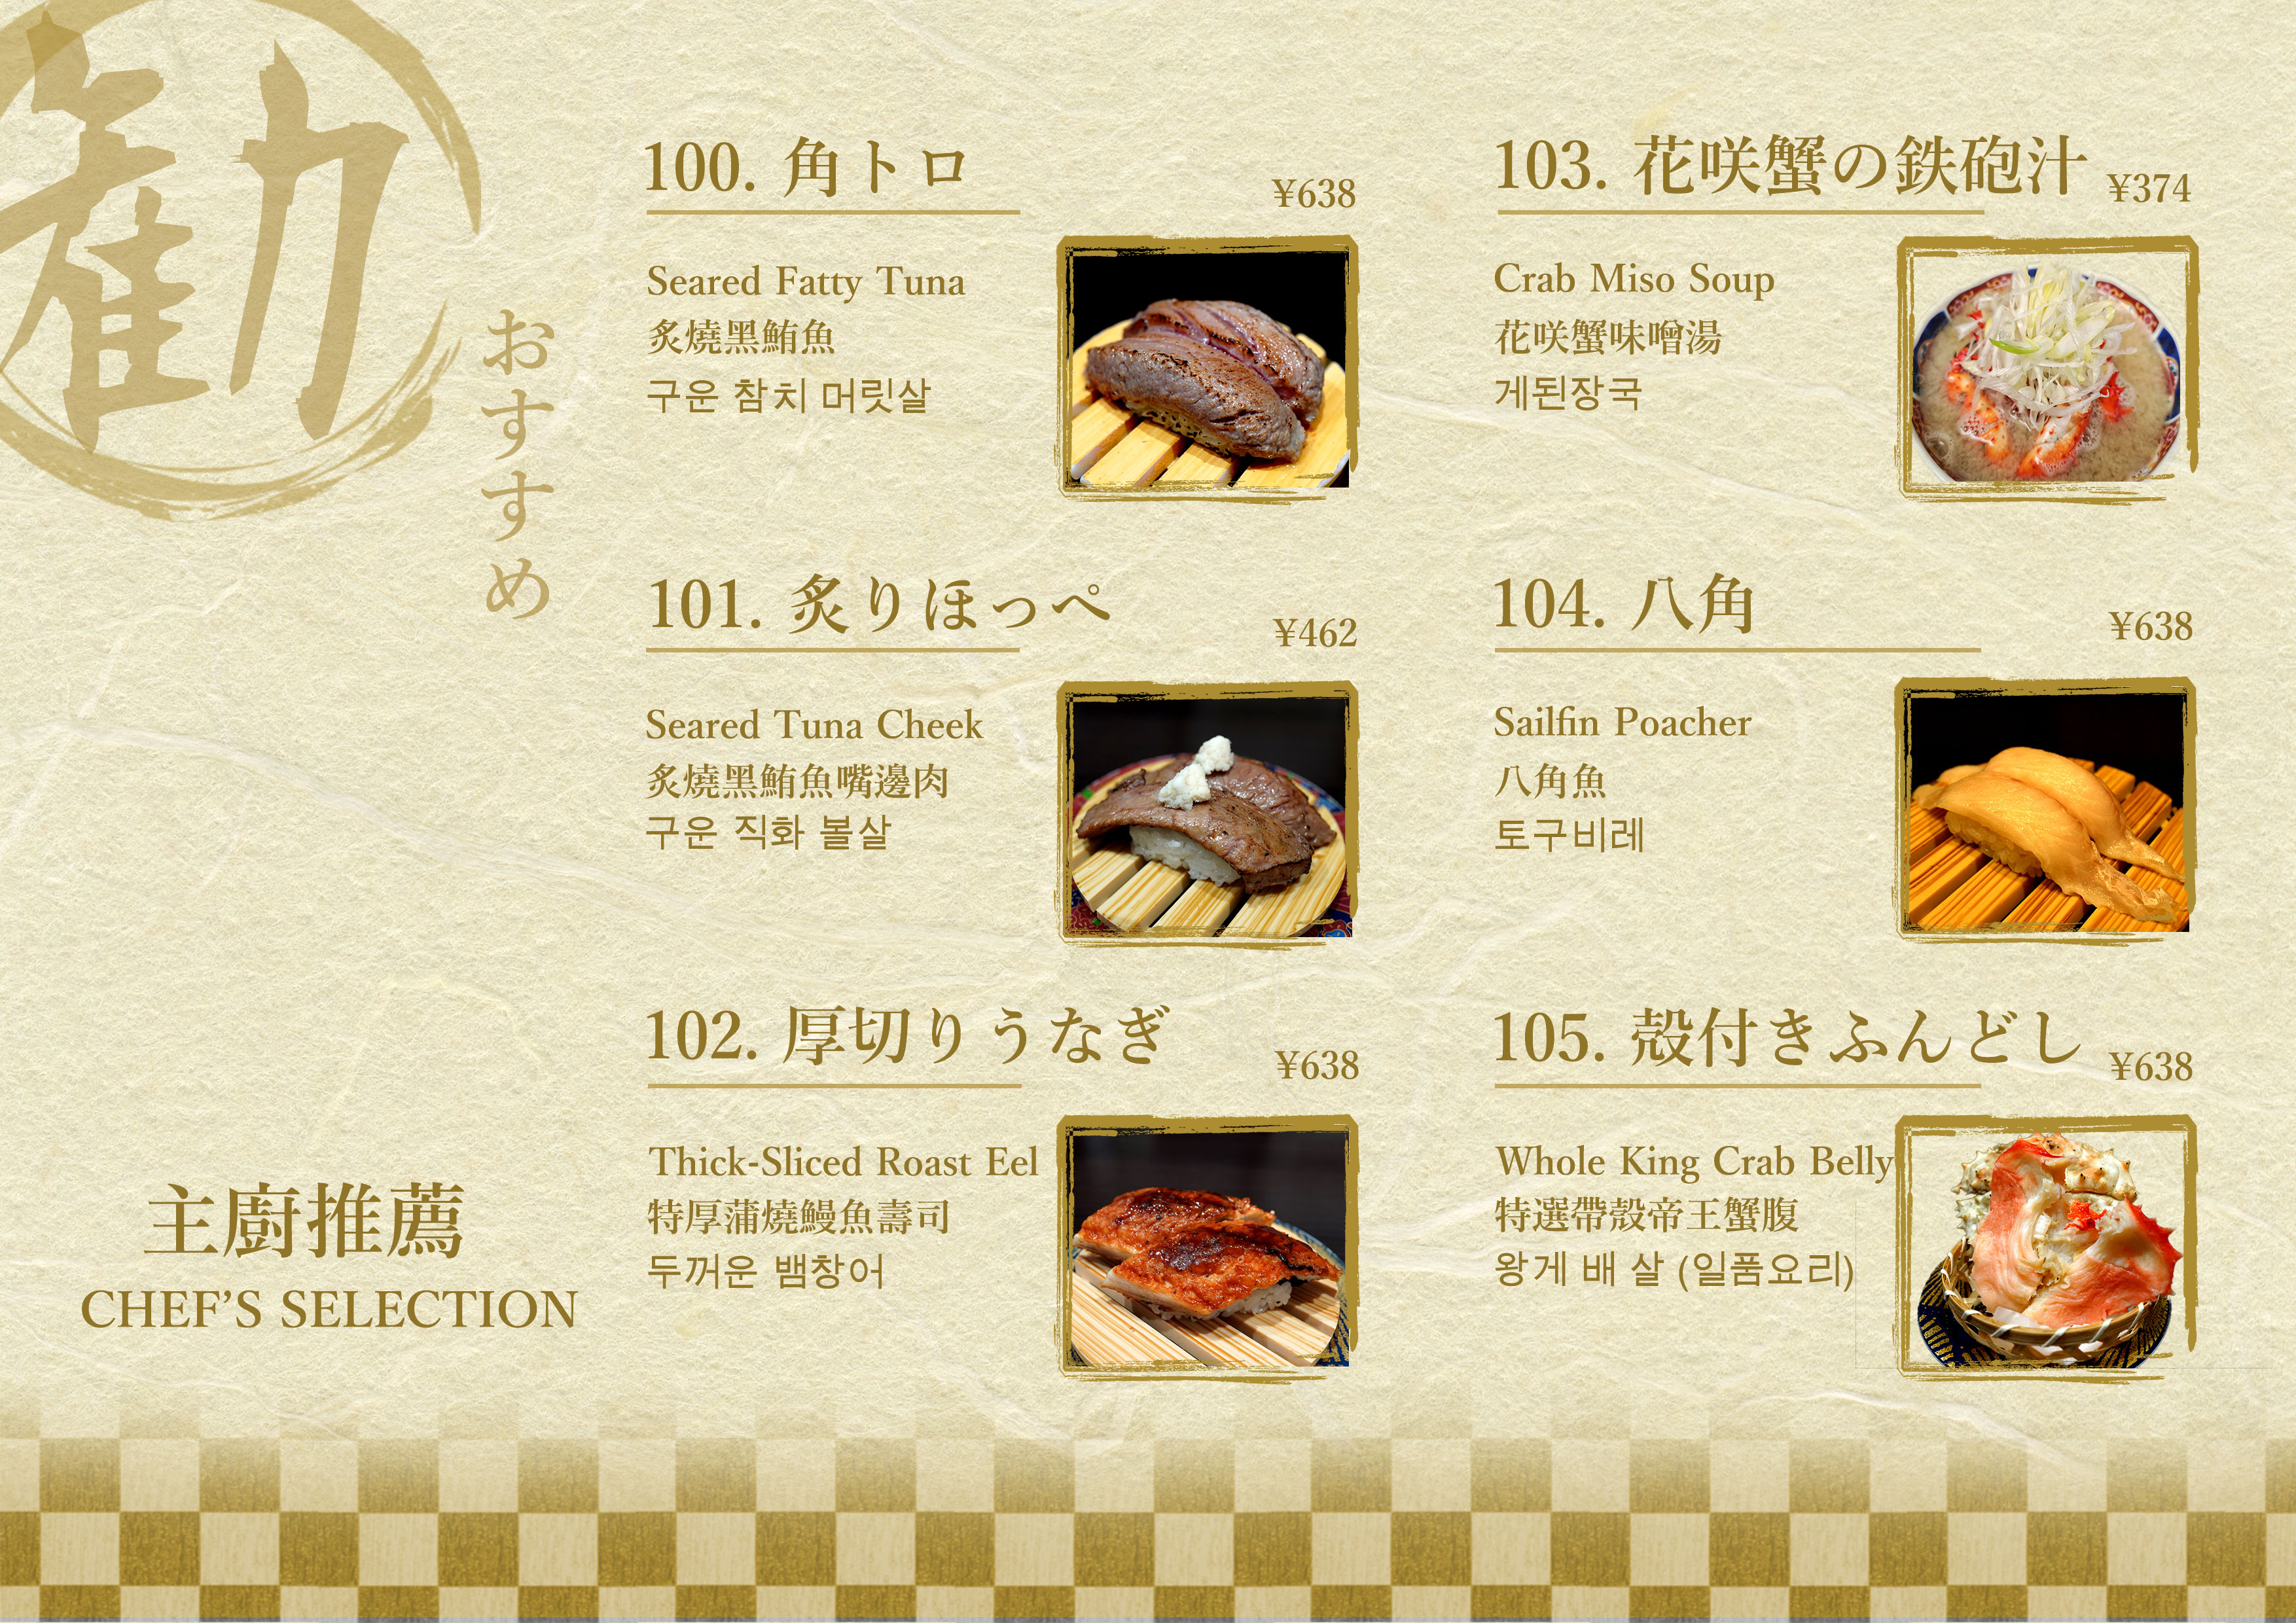 勧
おすすめ
主廚推薦
CHEF'S SELECTION
100. 角トロ
¥638
Seared Fatty Tuna
炙燒黑鮪魚
구운 참치 머릿살
101. 炙りほっぺ
¥462
Seared Tuna Cheek
炙燒黑鮪魚嘴邊肉
구운 직화 볼살
102. 厚切りうなぎ
¥638
Thick-Sliced Roast Eel
特厚蒲燒鰻魚壽司
두꺼운 뱀창어
103. 花咲蟹の鉄砲汁
¥374
Crab Miso Soup
花咲蟹味噌湯
게된장국
104. 八角
¥638
Sailfin Poacher
八角魚
토구비레
105. 殻付きふんどし
¥638
Whole King Crab Belly
特選帶殼帝王蟹腹
왕게 배 살 (일품요리)